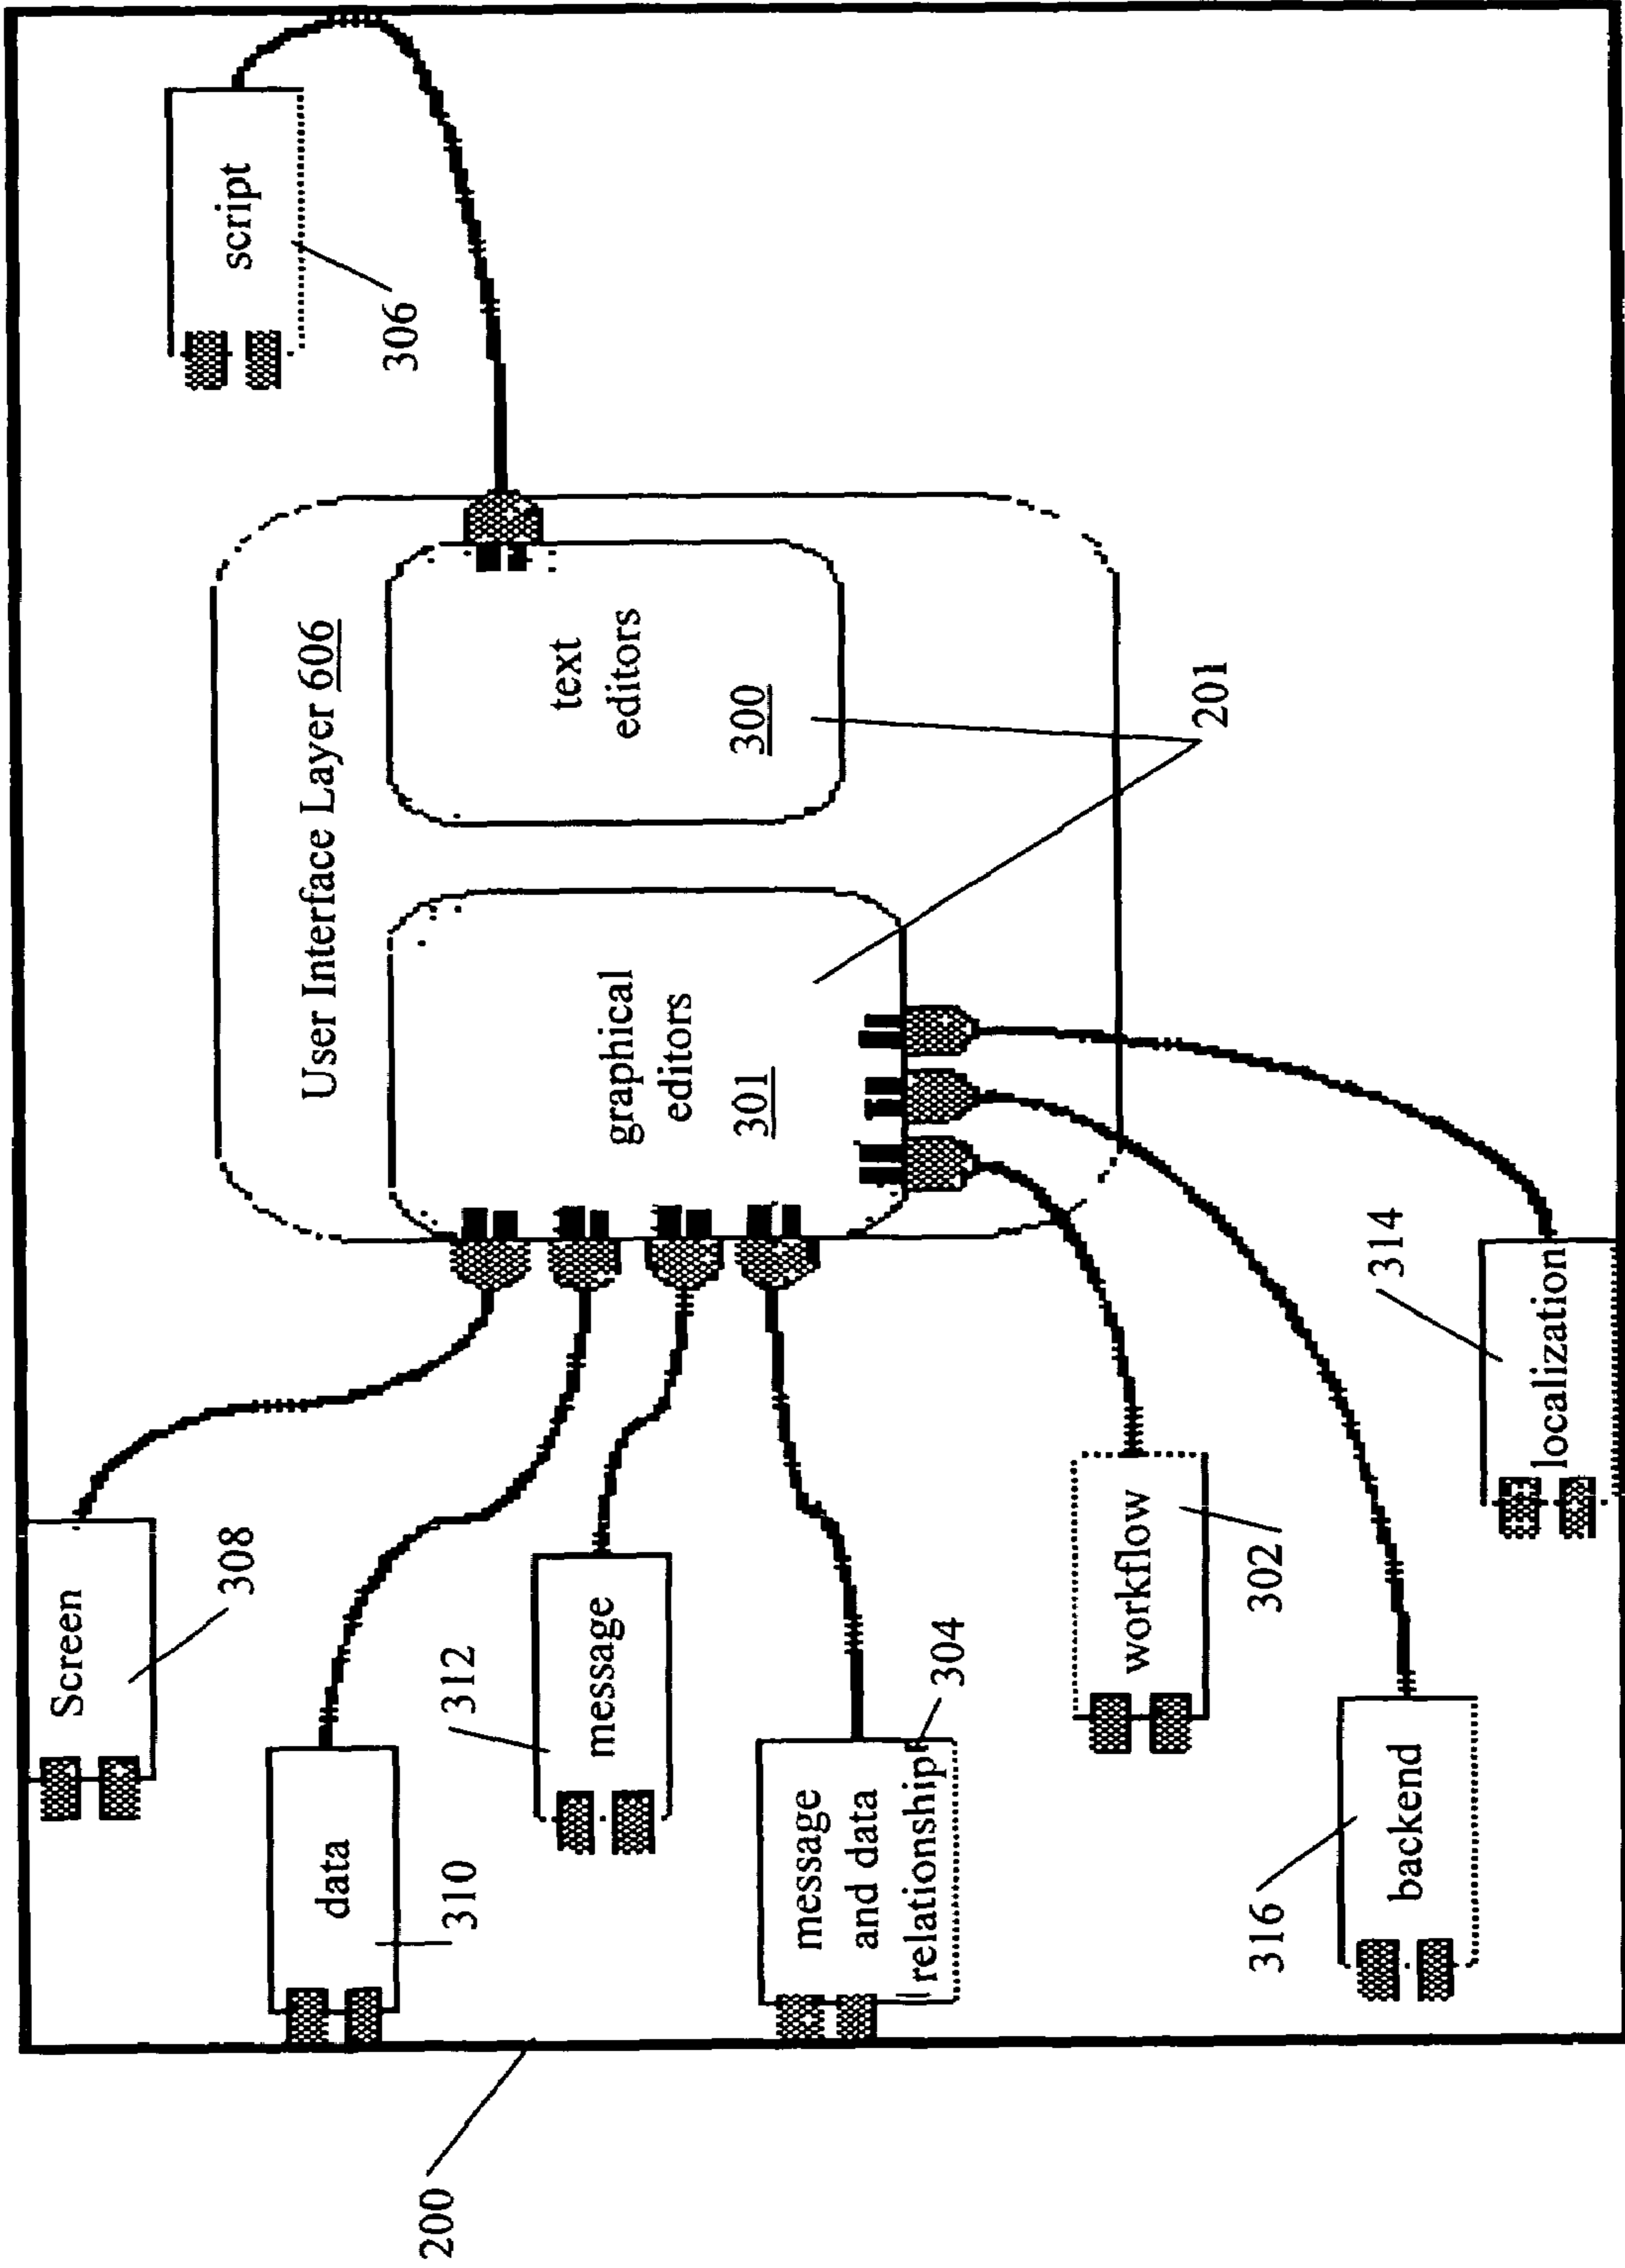 Screen
308
data
310
message
312
message
and data
relationship
304
workflow
302
backend
316
localization
314
User Interface Layer 606
graphical
editors
301
text
editors
300
201
script
306
200